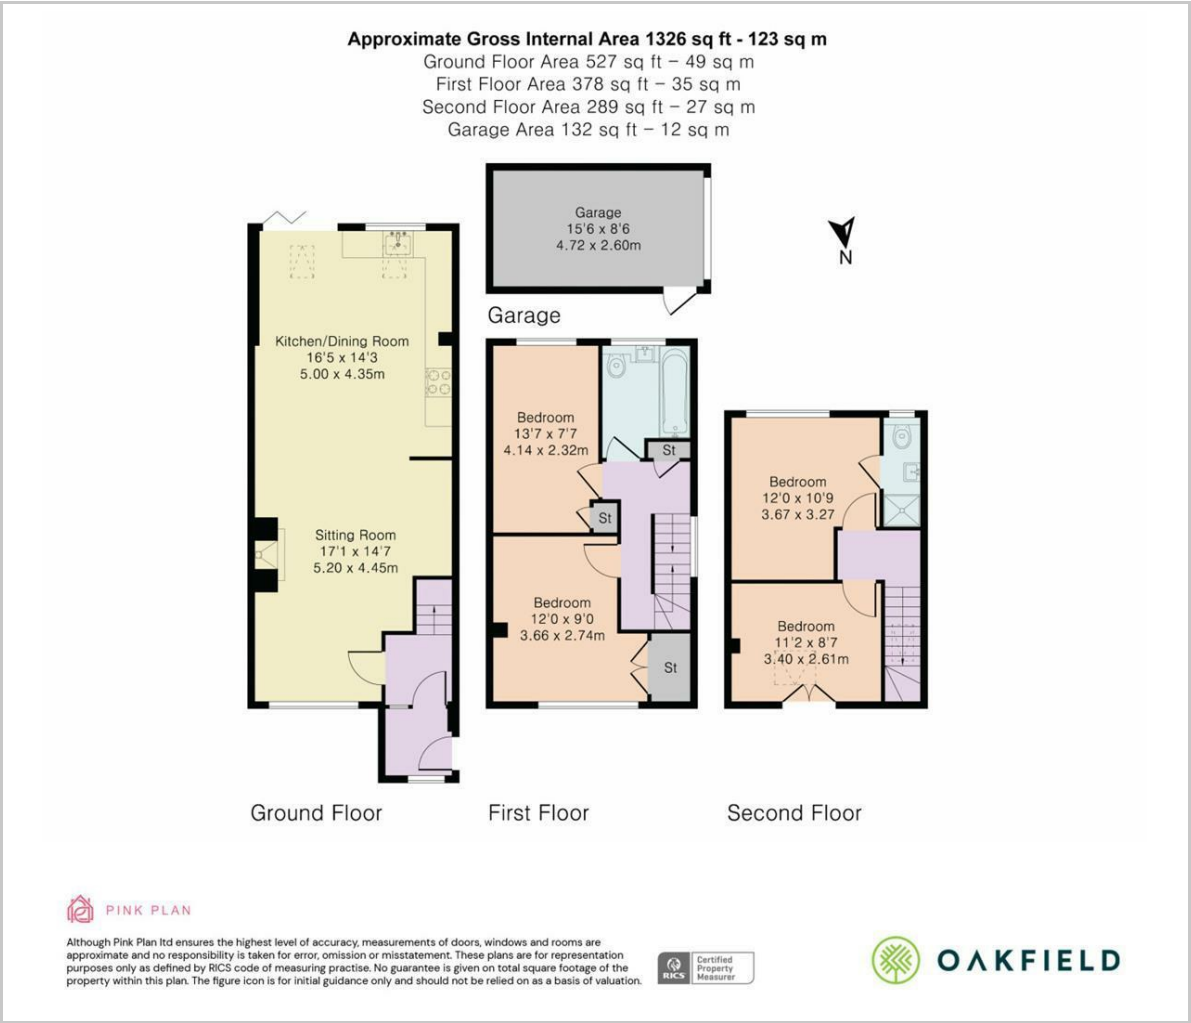 Approximate Gross Internal Area 1326 sq ft - 123 sq m
Ground Floor Area 527 sq ft – 49 sq m
First Floor Area 378 sq ft – 35 sq m
Second Floor Area 289 sq ft – 27 sq m
Garage Area 132 sq ft – 12 sq m
Garage
15'6 x 8'6
4.72 x 2.60m
Garage
N
Kitchen/Dining Room
16'5 x 14'3
5.00 x 4.35m
Sitting Room
17'1 x 14'7
5.20 x 4.45m
Ground Floor
Bedroom
13'7 x 7'7
4.14 x 2.32m
St
St
Bedroom
12'0 x 9'0
3.66 x 2.74m
St
First Floor
Bedroom
12'0 x 10'9
3.67 x 3.27
Bedroom
11'2 x 8'7
3.40 x 2.61m
Second Floor
PINK PLAN
Although Pink Plan ltd ensures the highest level of accuracy, measurements of doors, windows and rooms are
approximate and no responsibility is taken for error, omission or misstatement. These plans are for representation
purposes only as defined by RICS code of measuring practise. No guarantee is given on total square footage of the
property within this plan. The figure icon is for initial guidance only and should not be relied on as a basis of valuation.
RICS
Certified
Property
Measurer
OAKFIELD